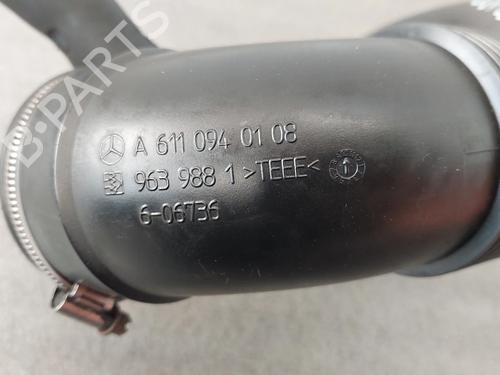 B-PARTS
A 611 094 01 08
963 988 1 >TEEE<
6-06736